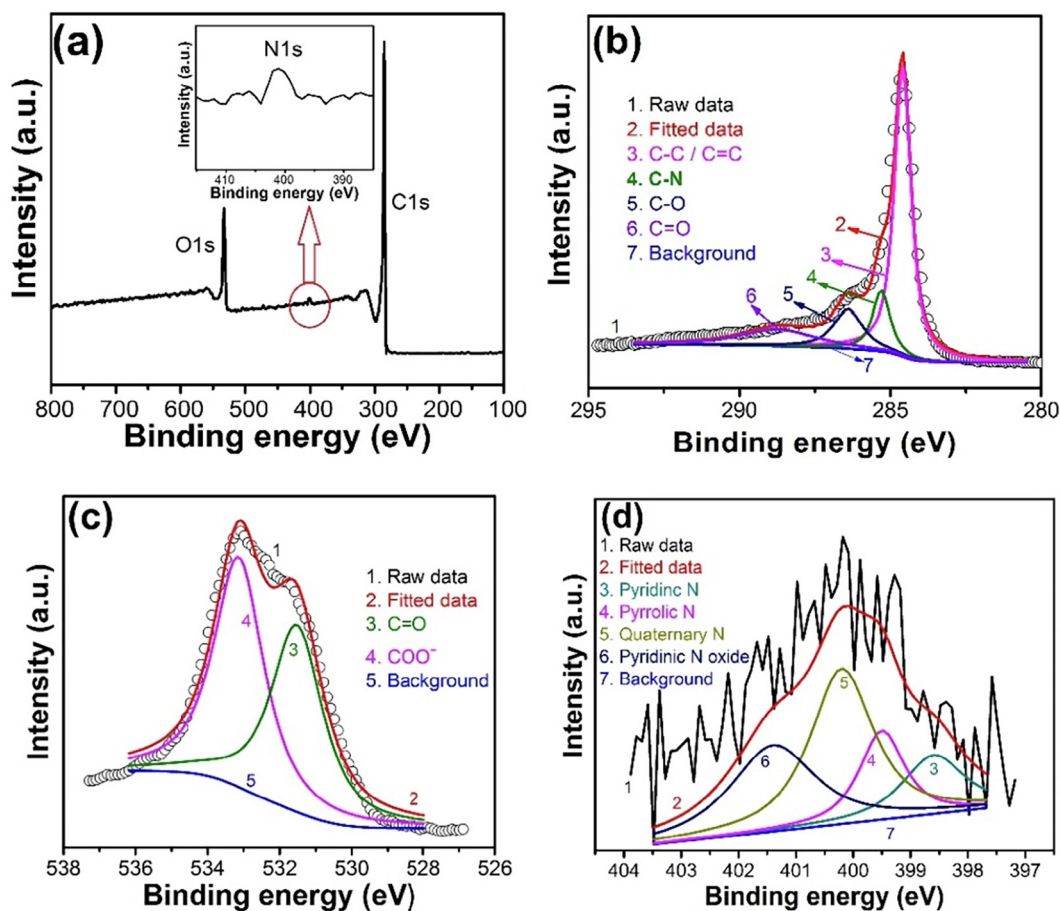 (a)
N1s
Intensity (a.u.)
410 400 390
Binding energy (eV)
O1s
C1s
Intensity (a.u.)
800 700 600 500 400 300 200 100
Binding energy (eV)
(b)
1. Raw data
2. Fitted data
3. C-C / C=C
4. C-N
5. C-O
6. C=O
7. Background
2
3
4
5
6
1
7
Intensity (a.u.)
295 290 285 280
Binding energy (eV)
(c)
1
1. Raw data
2. Fitted data
3. C=O
4. COO⁻
5. Background
4
3
5
2
Intensity (a.u.)
538 536 534 532 530 528 526
Binding energy (eV)
(d)
1. Raw data
2. Fitted data
3. Pyridinc N
4. Pyrrolic N
5. Quaternary N
6. Pyridinic N oxide
7. Background
5
4
6
3
1
2
7
Intensity (a.u.)
404 403 402 401 400 399 398 397
Binding energy (eV)